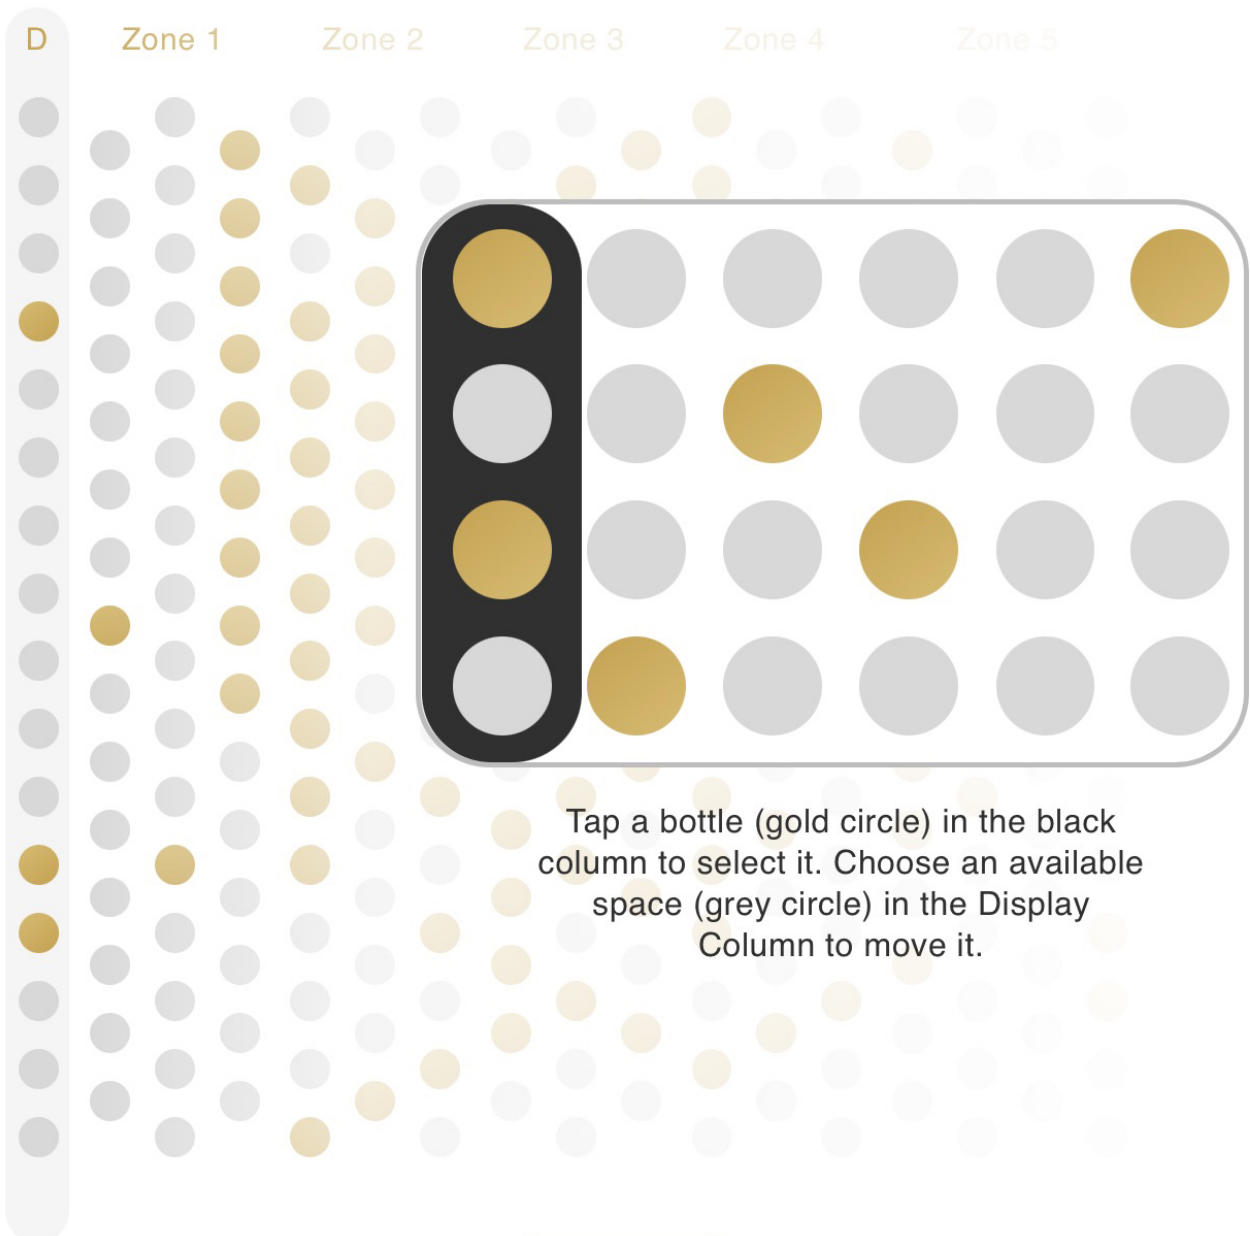 D Zone 1 Zone 2 Zone 3 Zone 4 Zone 5
Tap a bottle (gold circle) in the black
column to select it. Choose an available
space (grey circle) in the Display
Column to move it.